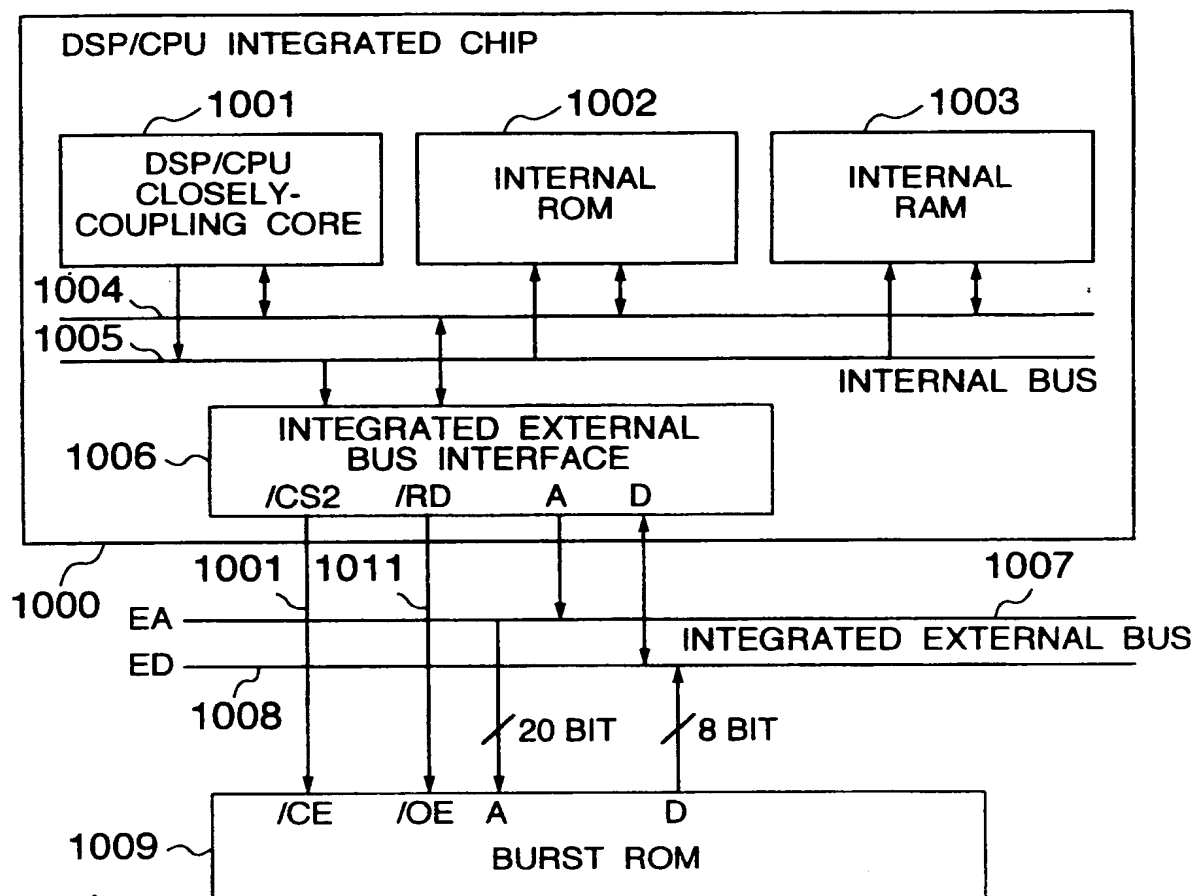 DSP/CPU INTEGRATED CHIP
1001
1002
1003
DSP/CPU
CLOSELY-
COUPLING CORE
INTERNAL
ROM
INTERNAL
RAM
1004
1005
INTERNAL BUS
INTEGRATED EXTERNAL
BUS INTERFACE
1006
/CS2 /RD A D
1001 1011
1007
1000
EA
INTEGRATED EXTERNAL BUS
ED
1008
20 BIT
8 BIT
/CE /OE A D
1009
BURST ROM